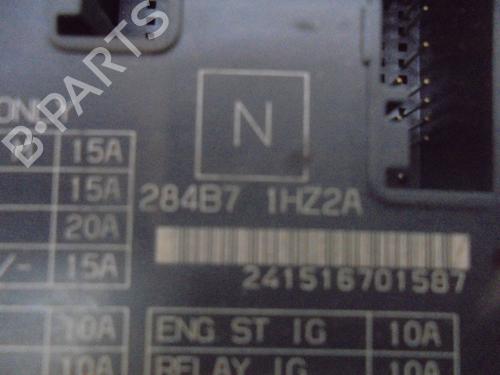 B-PARTS
N
15A
15A
20A
/- 15A
284B7 1HZ2A
241516701587
10A
10A
ENG ST IG 10A
RELAY IG 10A